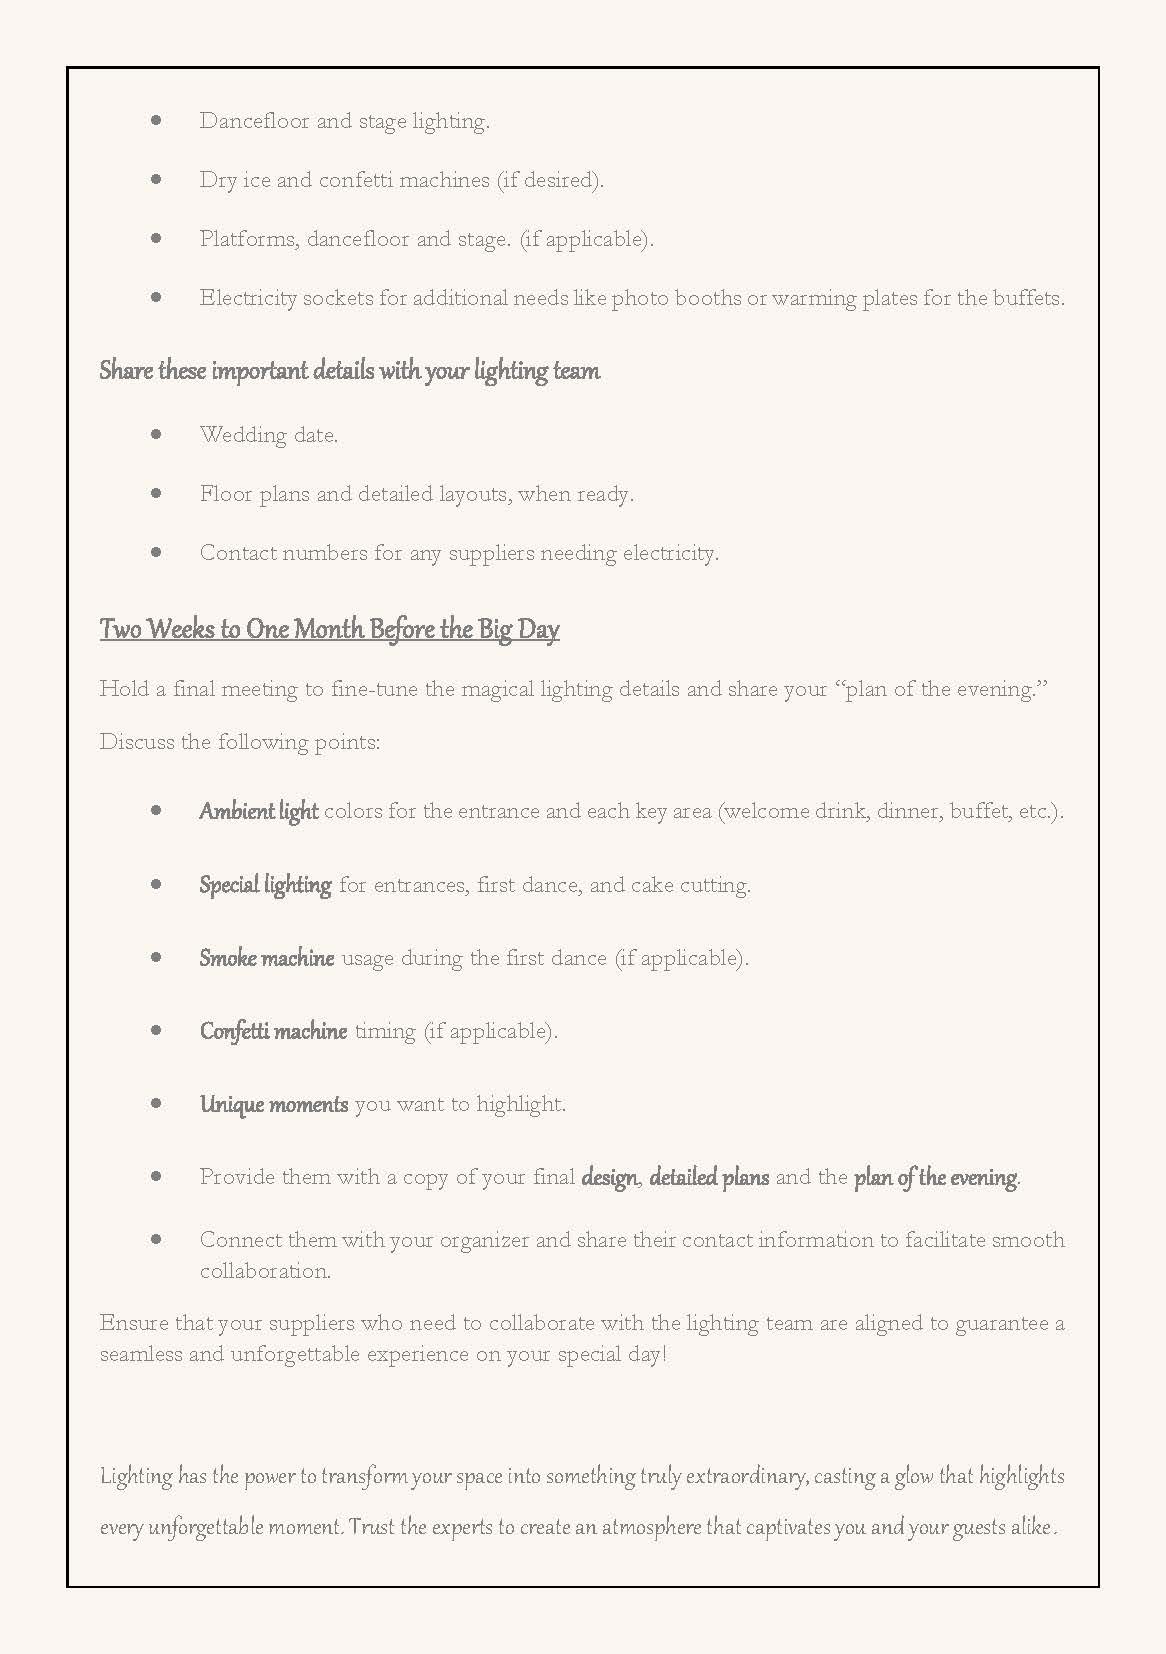 • Dancefloor and stage lighting.
• Dry ice and confetti machines (if desired).
• Platforms, dancefloor and stage. (if applicable).
• Electricity sockets for additional needs like photo booths or warming plates for the buffets.
Share these important details with your lighting team
• Wedding date.
• Floor plans and detailed layouts, when ready.
• Contact numbers for any suppliers needing electricity.
Two Weeks to One Month Before the Big Day
Hold a final meeting to fine-tune the magical lighting details and share your “plan of the evening.”
Discuss the following points:
• Ambient light colors for the entrance and each key area (welcome drink, dinner, buffet, etc.).
• Special lighting for entrances, first dance, and cake cutting.
• Smoke machine usage during the first dance (if applicable).
• Confetti machine timing (if applicable).
• Unique moments you want to highlight.
• Provide them with a copy of your final design, detailed plans and the plan of the evening.
• Connect them with your organizer and share their contact information to facilitate smooth
collaboration.
Ensure that your suppliers who need to collaborate with the lighting team are aligned to guarantee a
seamless and unforgettable experience on your special day!
Lighting has the power to transform your space into something truly extraordinary, casting a glow that highlights
every unforgettable moment. Trust the experts to create an atmosphere that captivates you and your guests alike.